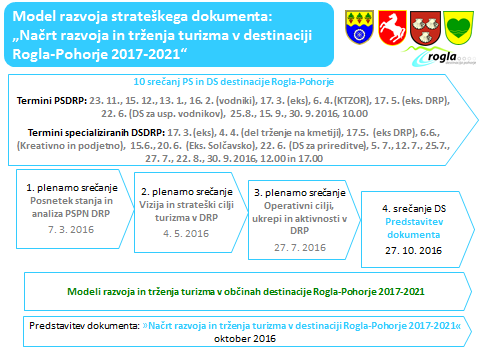 Model razvoja strateškega dokumenta:
„Načrt razvoja in trženja turizma v destinaciji
Rogla-Pohorje 2017-2021“
rogla
10 srečanj PS in DS destinacije Rogla-Pohorje
Termini PSDRP: 23. 11., 15. 12., 13. 1., 16. 2. (vodniki), 17. 3. (eks), 6. 4. (KTZOR), 17. 5. (eks. DRP),
22. 6. (DS za usp. vodnikov), 25.8., 15. 9., 30. 9. 2016, 10.00
Termini specializiranih DSDRP: 17. 3. (eks), 4. 4. (del trženje na kmetiji), 17.5. (eks DRP), 6.6.,
(Kreativno in podjetno), 15.6., 20 6. (Eks. Solčavsko), 22. 6. (DS za prireditve), 5. 7., 12.7., 25.7.,
27. 7., 22.8., 30. 9. 2016, 12.00 in 17.00
1. plenarno srečanje
Posnetek stanja in
analiza PSPN DRP
7. 3. 2016
2. plenamo srečanje
Vizija in strateški cilji
turizma v DRP
4. 5. 2016
3. plenamo srečanje
Operativni cilji,
ukrepi in aktivnosti v
DRP
27. 7. 2016
4. srečanje DS
Predstavitev
dokumenta
27. 10. 2016
Modeli razvoja in trženja turizma v občinah destinacije Rogla-Pohorje 2017-2021
Predstavitev dokumenta: »Načrt razvoja in trženja turizma v destinaciji Rogla-Pohorje 2017-2021«
oktober 2016